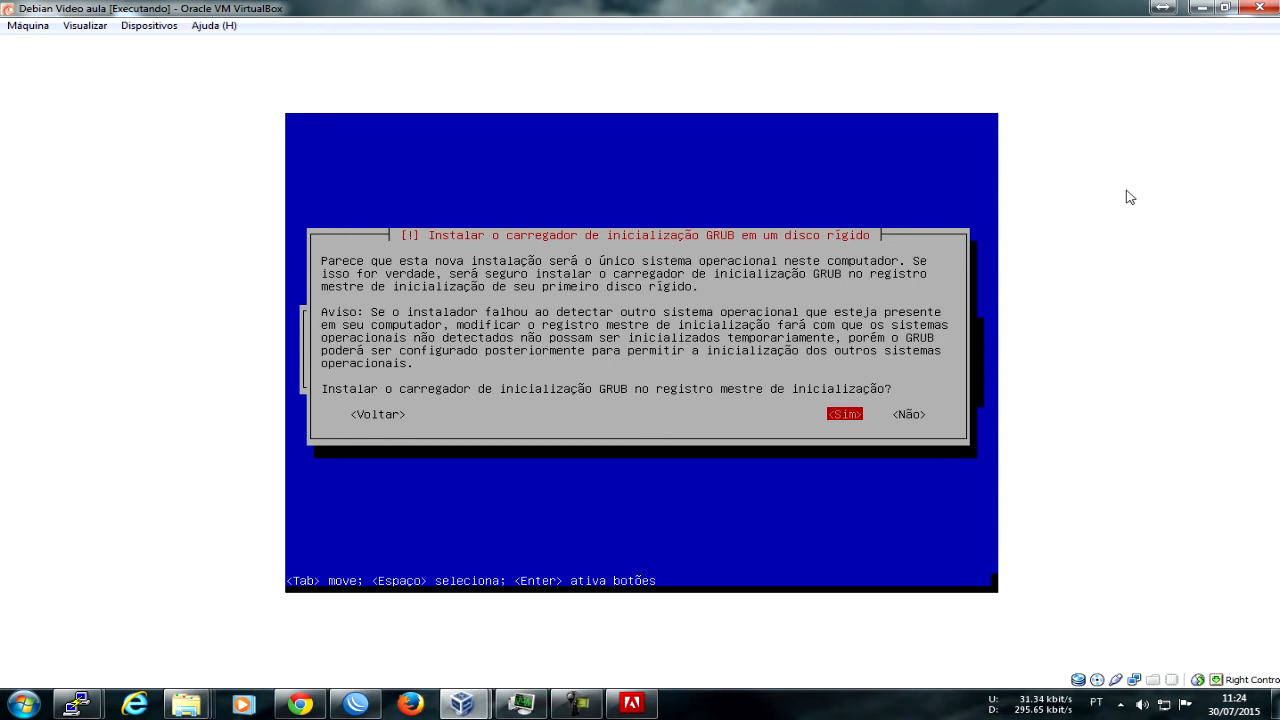 Debian Video aula [Executando] - Oracle VM VirtualBox
Máquina Visualizar Dispositivos Ajuda (H)
[!] Instalar o carregador de inicialização GRUB em um disco rígido
Parece que esta nova instalação será o único sistema operacional neste computador. Se
isso for verdade, será seguro instalar o carregador de inicialização GRUB no registro
mestre de inicialização de seu primeiro disco rígido.
Aviso: Se o instalador falhou ao detectar outro sistema operacional que esteja presente
em seu computador, modificar o registro mestre de inicialização fará com que os sistemas
operacionais não detectados não possam ser inicializados temporariamente, porém o GRUB
poderá ser configurado posteriormente para permitir a inicialização dos outros sistemas
operacionais.
Instalar o carregador de inicialização GRUB no registro mestre de inicialização?
<Voltar> <Sim> <Não>
<Tab> move; <Espaço> seleciona; <Enter> ativa botões
Right Contro
U: 31.34 kbit/s
D: 295.65 kbit/s
PT
11:24
30/07/2015